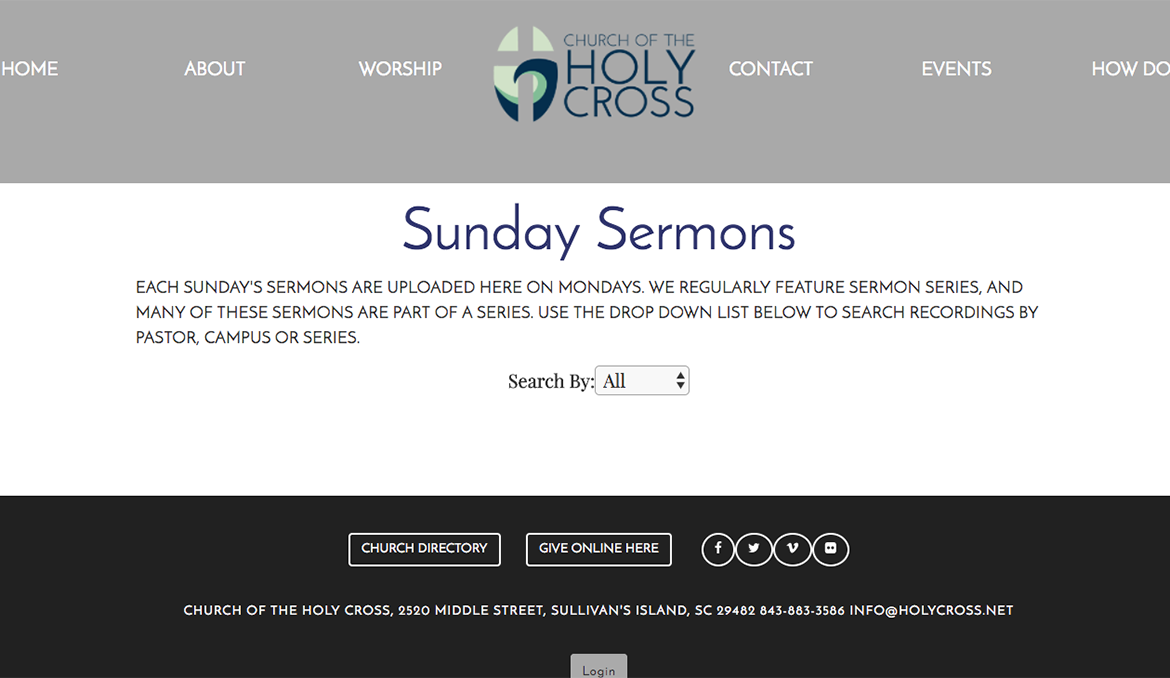 HOME ABOUT WORSHIP CHURCH OF THE HOLY CROSS CONTACT EVENTS HOW DO
Sunday Sermons
EACH SUNDAY'S SERMONS ARE UPLOADED HERE ON MONDAYS. WE REGULARLY FEATURE SERMON SERIES, AND
MANY OF THESE SERMONS ARE PART OF A SERIES. USE THE DROP DOWN LIST BELOW TO SEARCH RECORDINGS BY
PASTOR, CAMPUS OR SERIES.
Search By: All
CHURCH DIRECTORY GIVE ONLINE HERE
CHURCH OF THE HOLY CROSS, 2520 MIDDLE STREET, SULLIVAN'S ISLAND, SC 29482 843-883-3586 INFO@HOLYCROSS.NET
Login